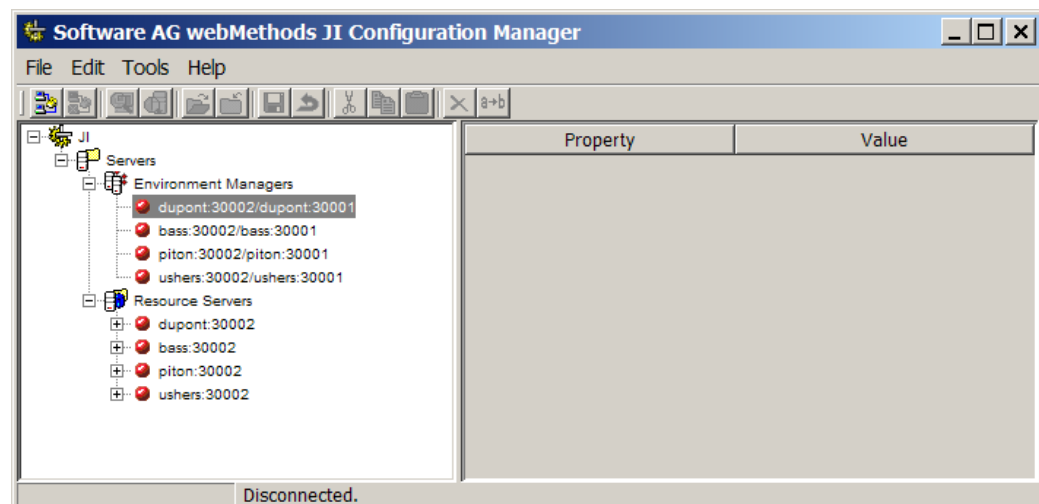 Software AG webMethods JI Configuration Manager
File Edit Tools Help
a→b
JI
Property Value
Servers
Environment Managers
dupont:30002/dupont:30001
bass:30002/bass:30001
piton:30002/piton:30001
ushers:30002/ushers:30001
Resource Servers
dupont:30002
bass:30002
piton:30002
ushers:30002
Disconnected.